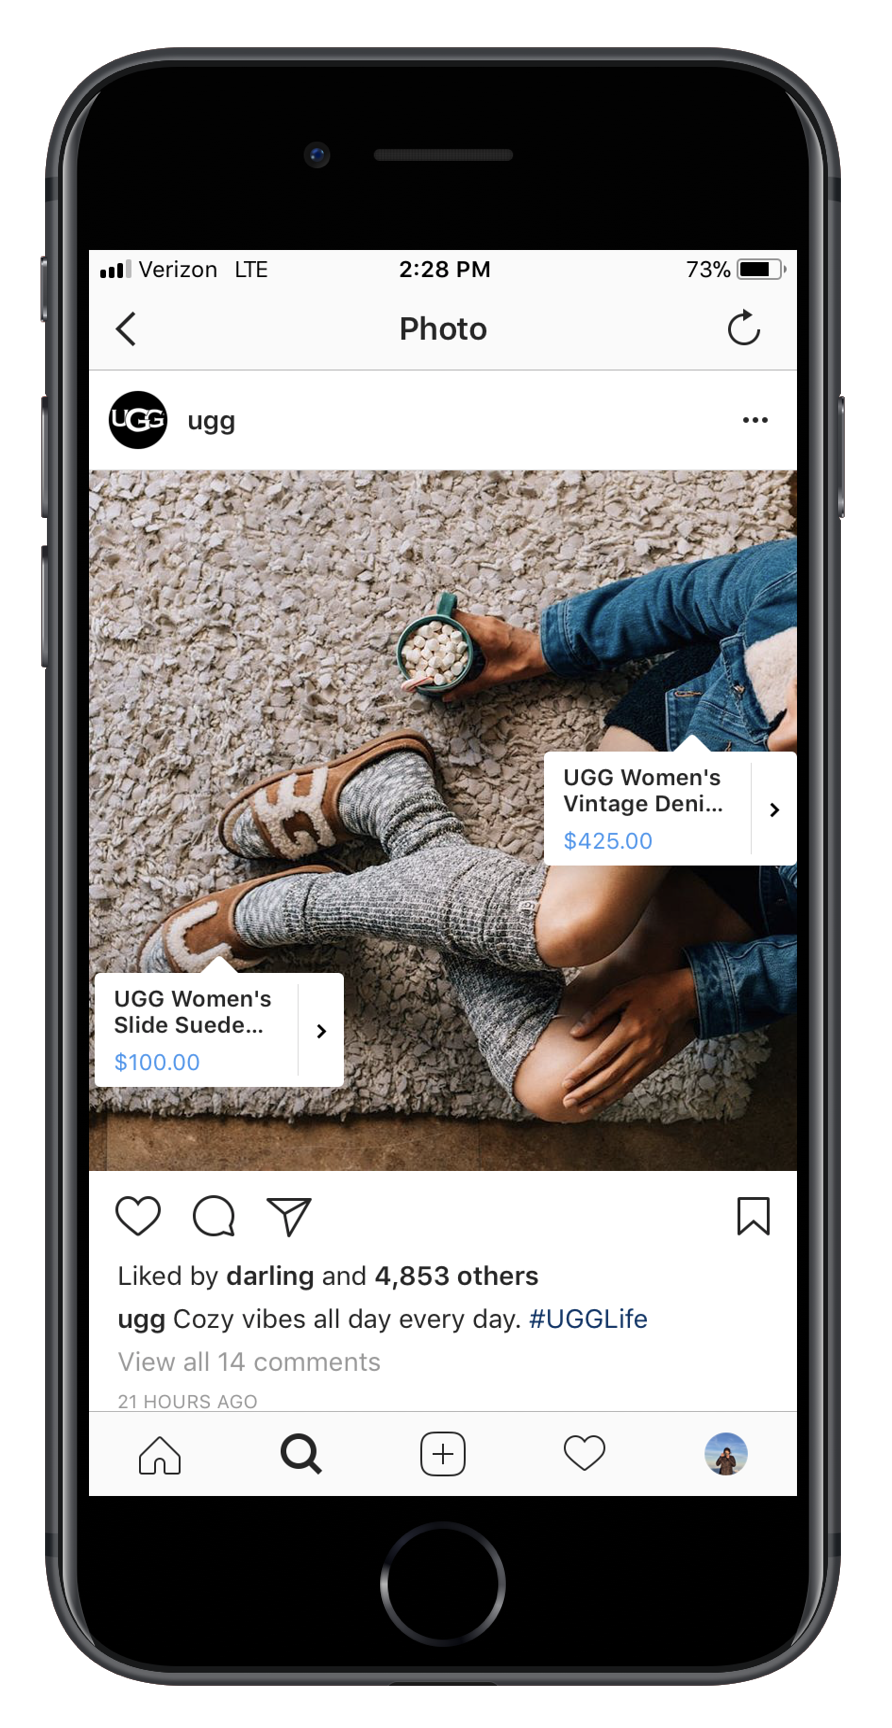 Verizon LTE 2:28 PM 73%
Photo
UGG ugg
UGG Women's
Vintage Deni...
$425.00
UGG
UGG Women's
Slide Suede...
$100.00
Liked by darling and 4,853 others
ugg Cozy vibes all day every day. #UGGLife
View all 14 comments
21 HOURS AGO